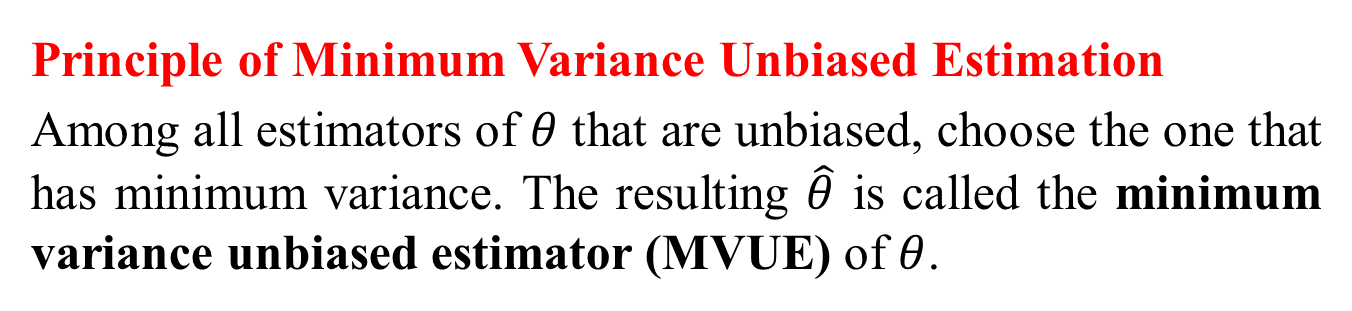 Principle of Minimum Variance Unbiased Estimation
Among all estimators of θ that are unbiased, choose the one that
has minimum variance. The resulting θ̂ is called the minimum
variance unbiased estimator (MVUE) of θ.